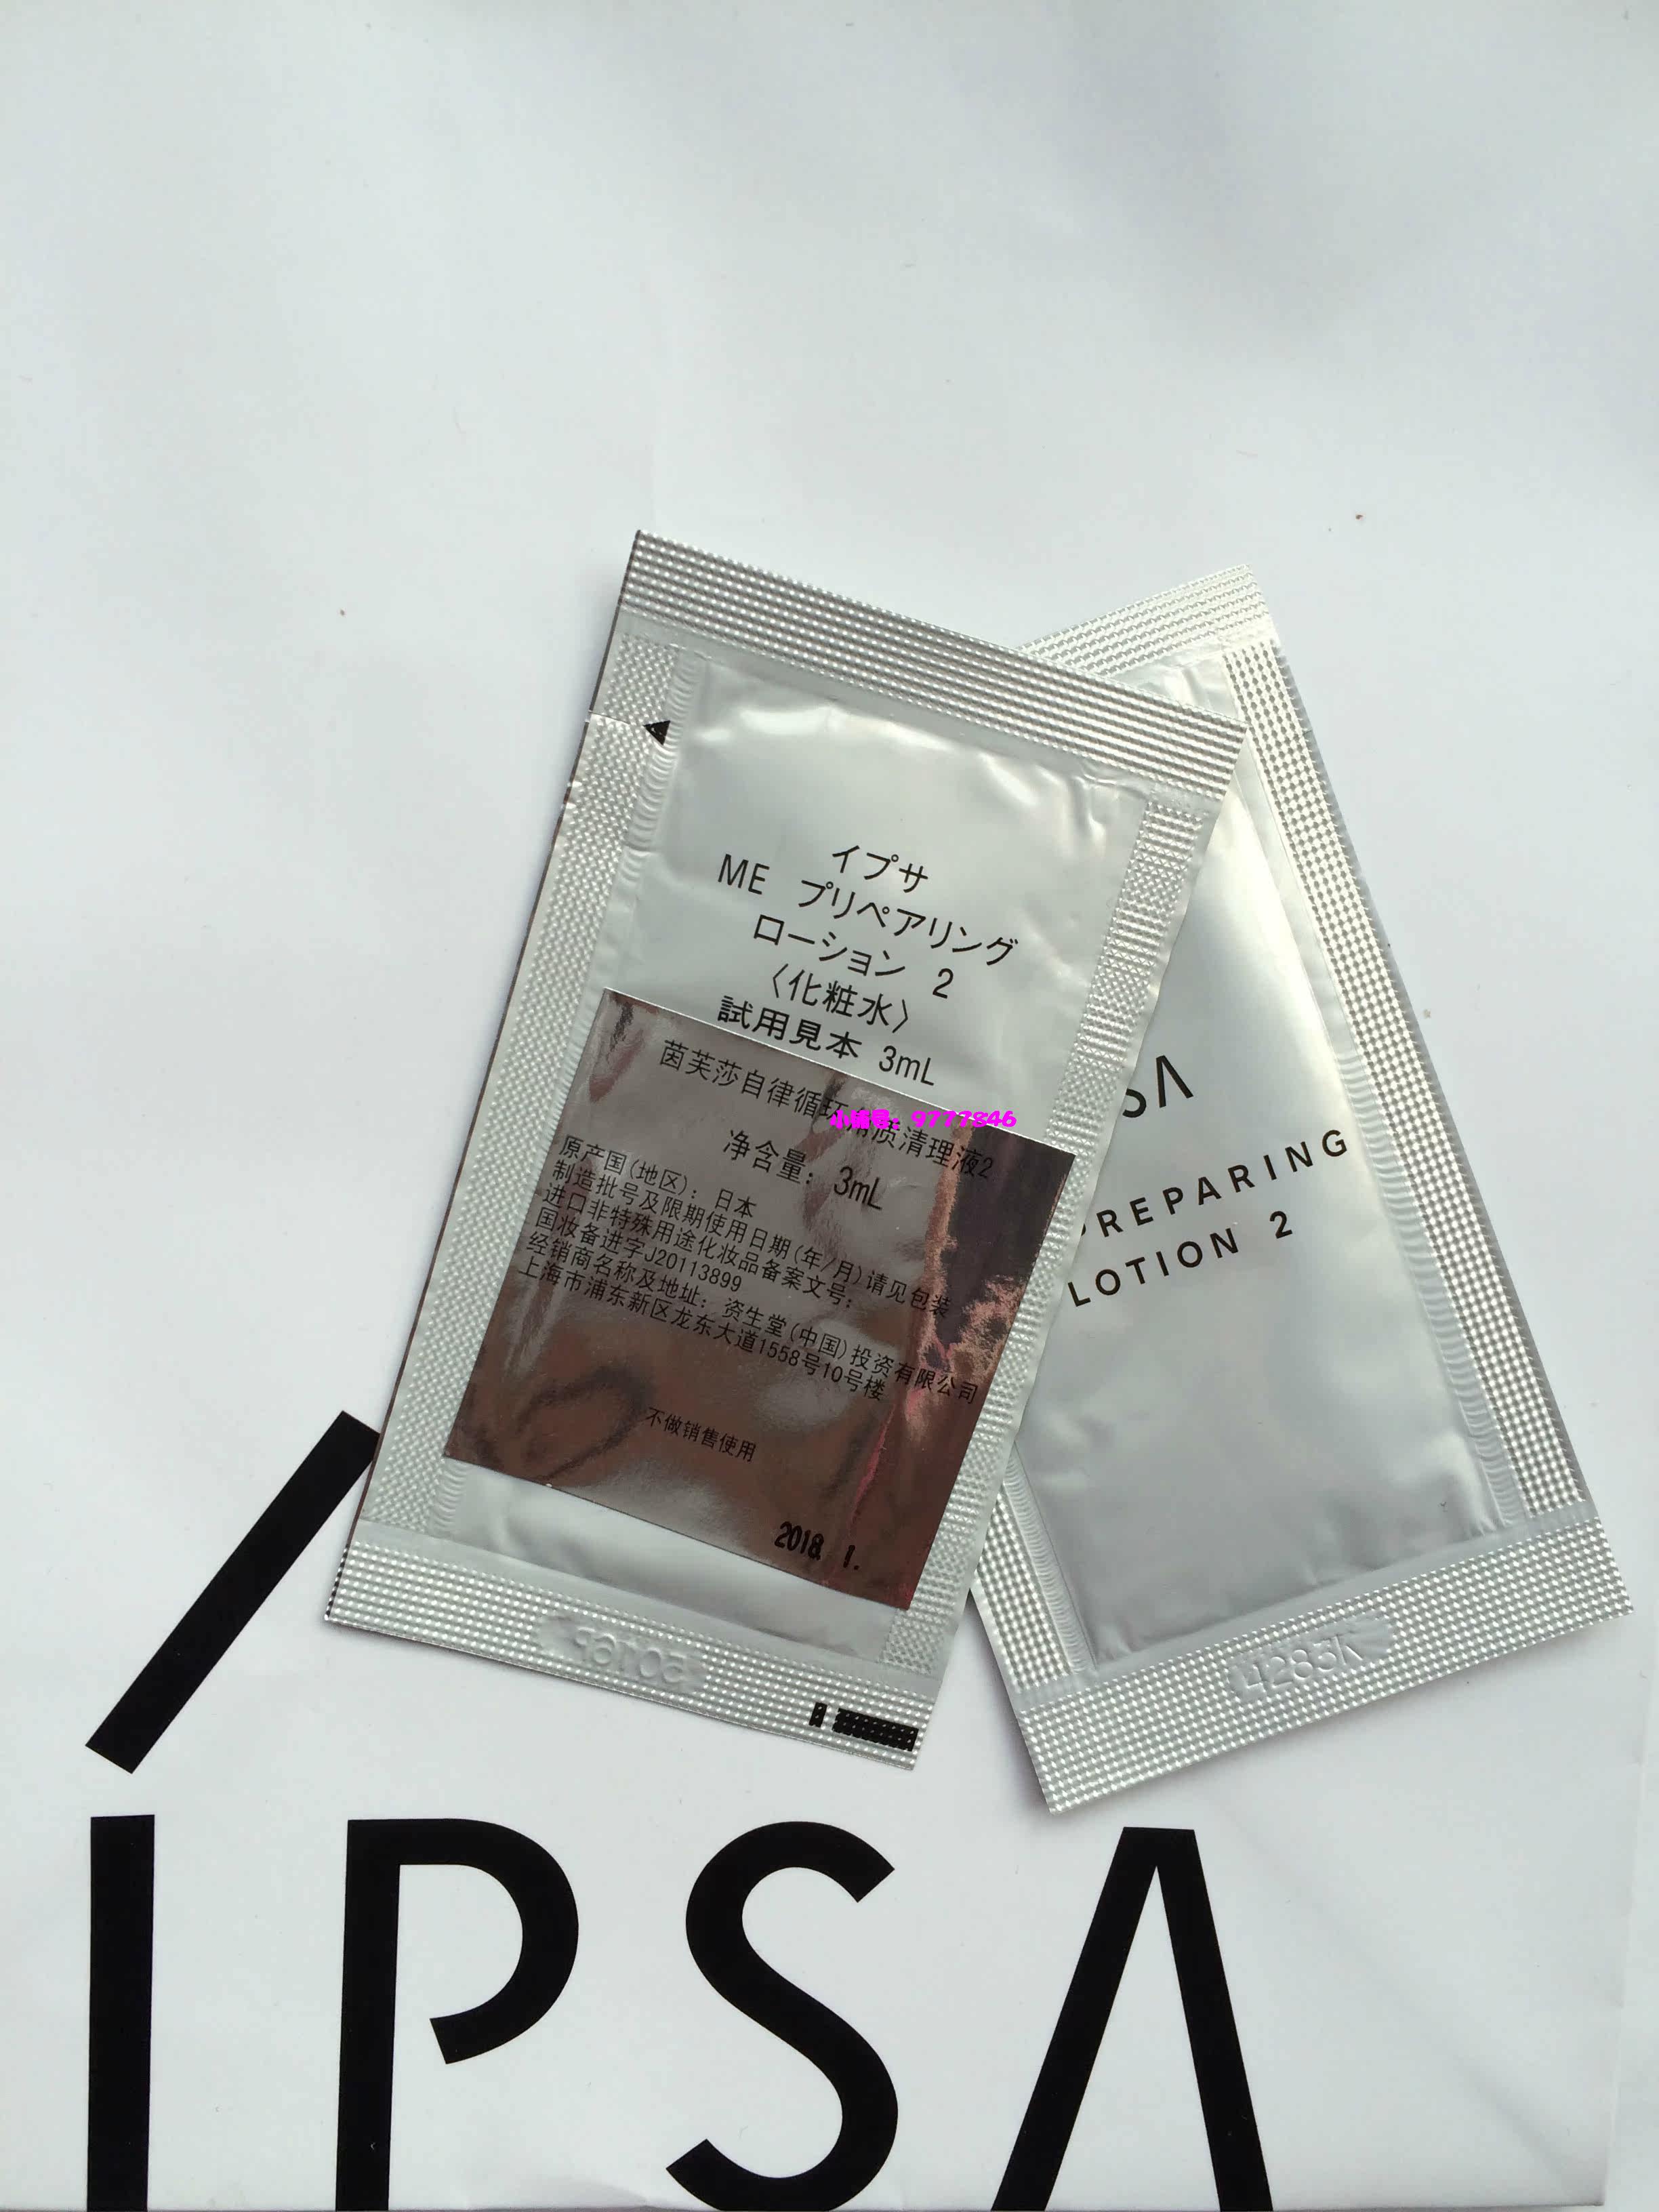 イプサ
ME プリペアリング
ローション 2
〈化粧水〉
試用見本 3mL
茵芙莎自律循环角质清理液2
小铺号：9777846
净含量：3mL
原产国(地区)：日本
制造批号及限期使用日期(年/月)请见包装
进口非特殊用途化妆品备案文号：
国妆备进字J20113899
经销商名称及地址：资生堂(中国)投资有限公司
上海市浦东新区龙东大道1558号10号楼
不做销售使用
2018. 1.
SA
PREPARING
LOTION 2
4283K
IPSA